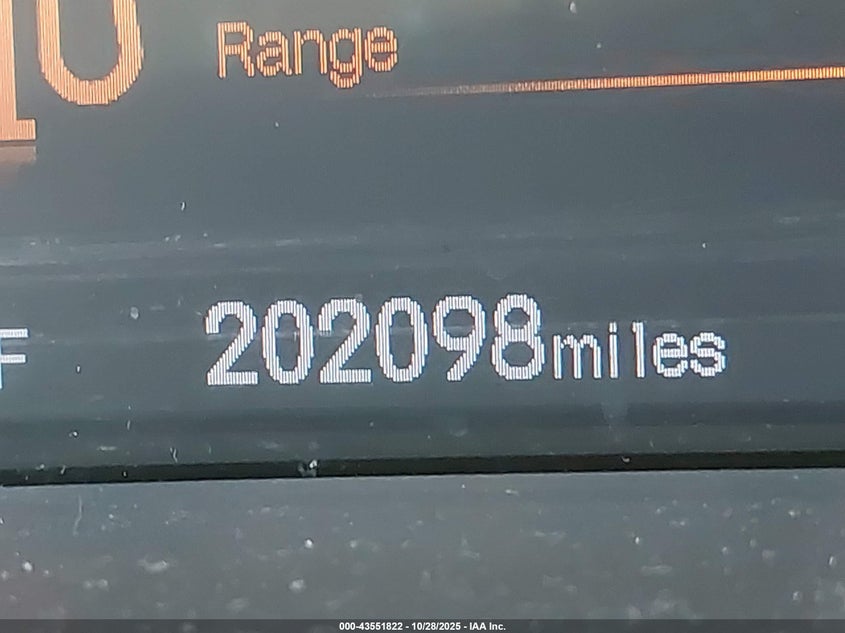 Range
202098miles
F
000-43551822 - 10/28/2025 - IAA Inc.